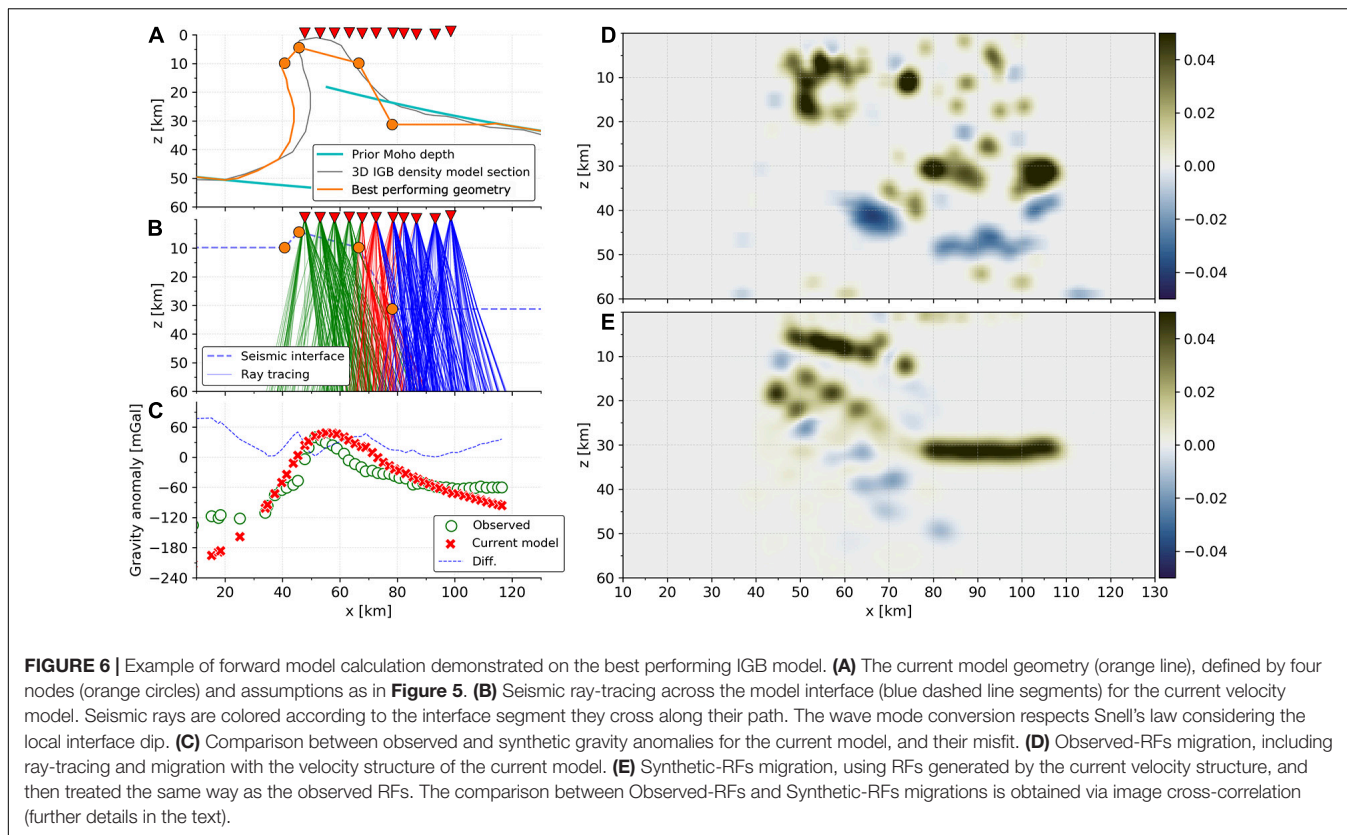 A
0
10
20
30
40
50
60
z [km]
Prior Moho depth
3D IGB density model section
Best performing geometry
B
0
10
20
30
40
50
60
z [km]
Seismic interface
Ray tracing
C
60
0
−60
−120
−180
−240
Gravity anomaly [mGal]
Observed
Current model
Diff.
20
40
60
80
100
120
x [km]
D
0
10
20
30
40
50
60
z [km]
0.04
0.02
0.00
−0.02
−0.04
E
0
10
20
30
40
50
60
z [km]
0.04
0.02
0.00
−0.02
−0.04
10
20
30
40
50
60
70
80
90
100
110
120
130
x [km]
FIGURE 6 | Example of forward model calculation demonstrated on the best performing IGB model. (A) The current model geometry (orange line), defined by four
nodes (orange circles) and assumptions as in Figure 5. (B) Seismic ray-tracing across the model interface (blue dashed line segments) for the current velocity
model. Seismic rays are colored according to the interface segment they cross along their path. The wave mode conversion respects Snell's law considering the
local interface dip. (C) Comparison between observed and synthetic gravity anomalies for the current model, and their misfit. (D) Observed-RFs migration, including
ray-tracing and migration with the velocity structure of the current model. (E) Synthetic-RFs migration, using RFs generated by the current velocity structure, and
then treated the same way as the observed RFs. The comparison between Observed-RFs and Synthetic-RFs migrations is obtained via image cross-correlation
(further details in the text).